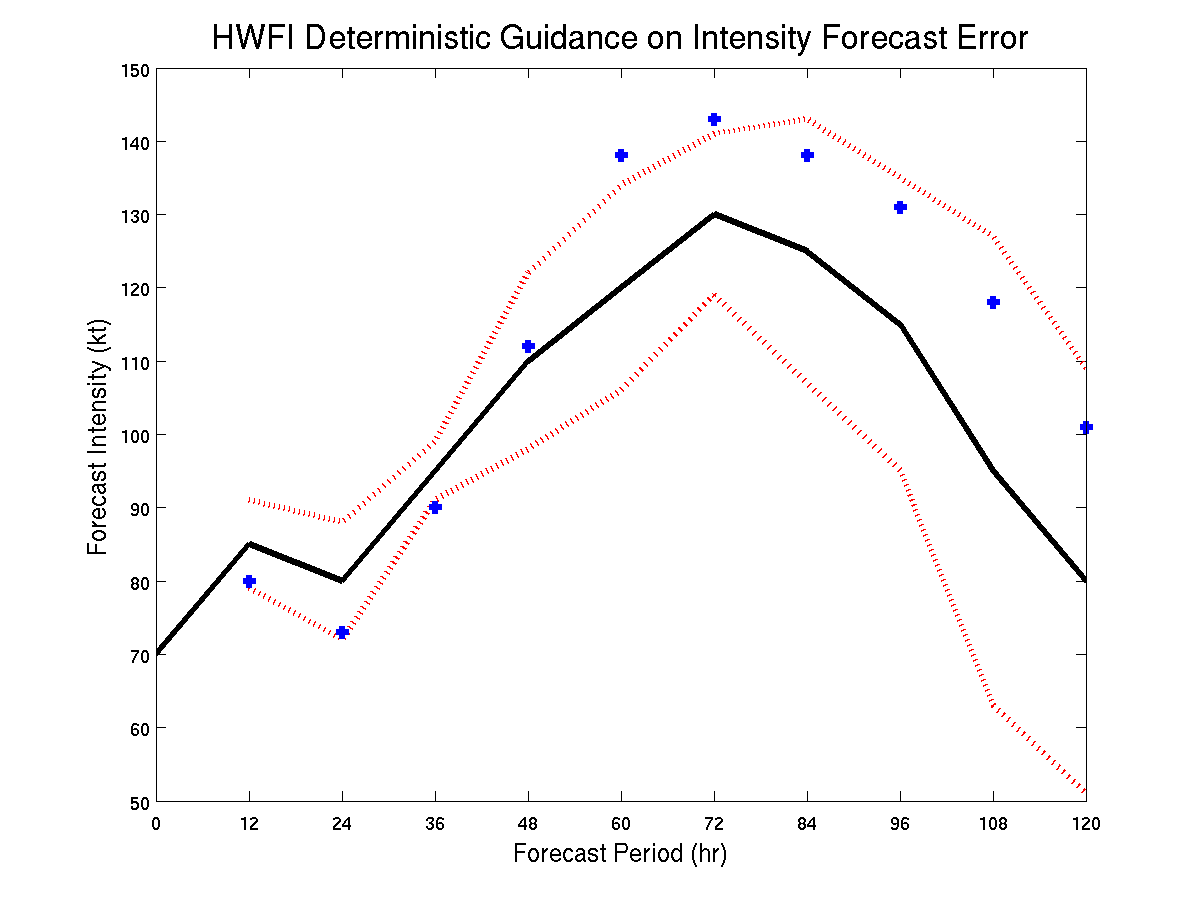 HWFI Deterministic Guidance on Intensity Forecast Error
150
140
130
120
110
100
90
80
70
60
50
Forecast Intensity (kt)
0 12 24 36 48 60 72 84 96 108 120
Forecast Period (hr)